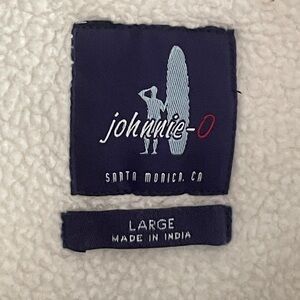 johnnie-O
SANTA MONICA, CA
LARGE
MADE IN INDIA